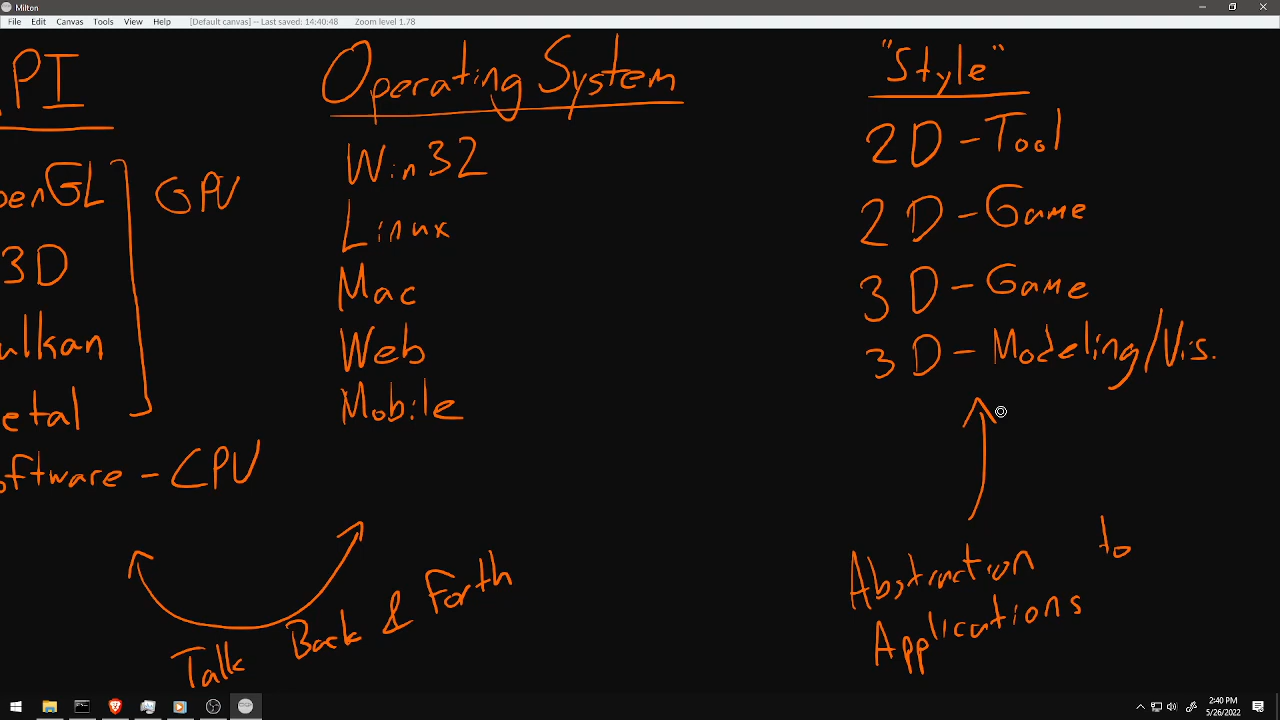 Milton
File Edit Canvas Tools View Help [Default canvas] -- Last saved: 14:40:48 Zoom level 1.78
PI
Operating System
"Style"
penGL
GPU
Win32
2D - Tool
3D
Linux
2D - Game
ulkan
Mac
3D - Game
etal
Web
3D - Modeling/Vis.
oftware - CPU
Mobile
Talk Back & Forth
Abstraction to
Applications
2:40 PM
5/26/2022